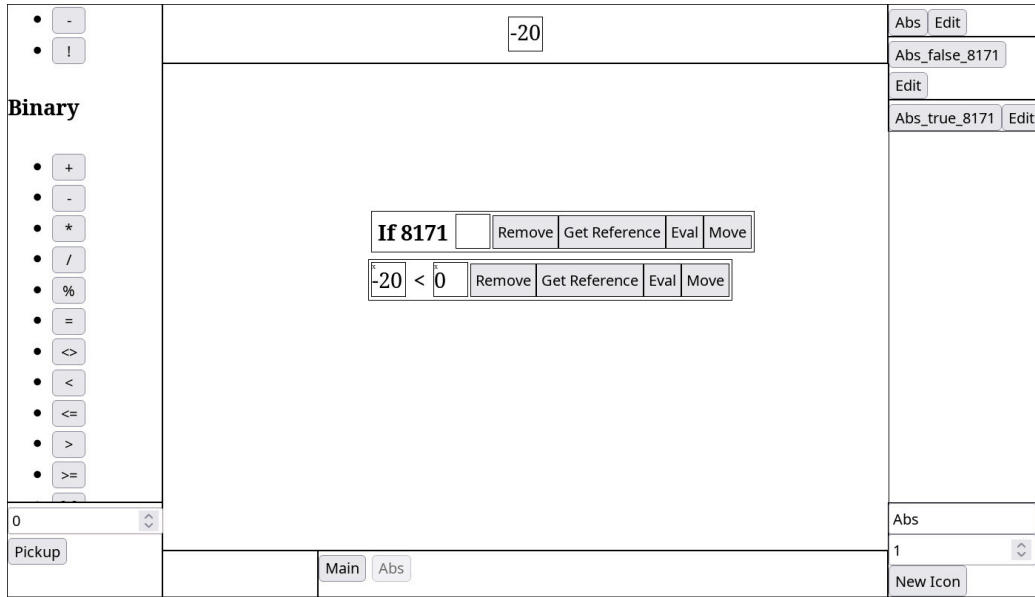 -
!
Binary
+
-
*
/
%
=
<>
<
<=
>
>=
0
Pickup
-20
If 8171 Remove Get Reference Eval Move
x x
-20 < 0 Remove Get Reference Eval Move
Main Abs
Abs Edit
Abs_false_8171
Edit
Abs_true_8171 Edit
Abs
1
New Icon